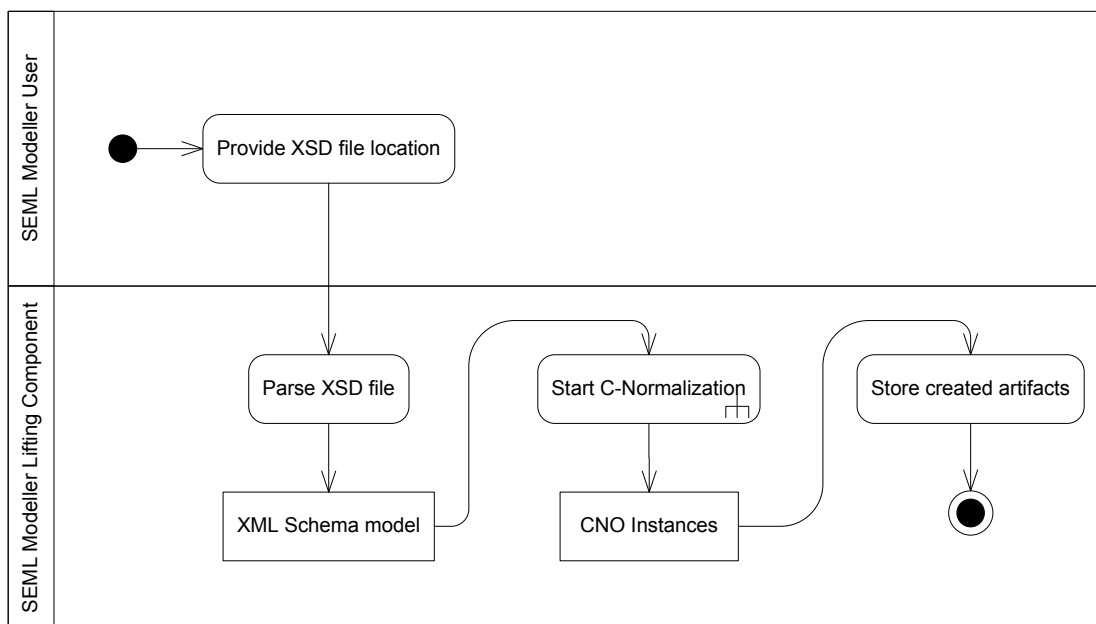 SEML Modeller User
Provide XSD file location
SEML Modeller Lifting Component
Parse XSD file
Start C-Normalization
Store created artifacts
XML Schema model
CNO Instances